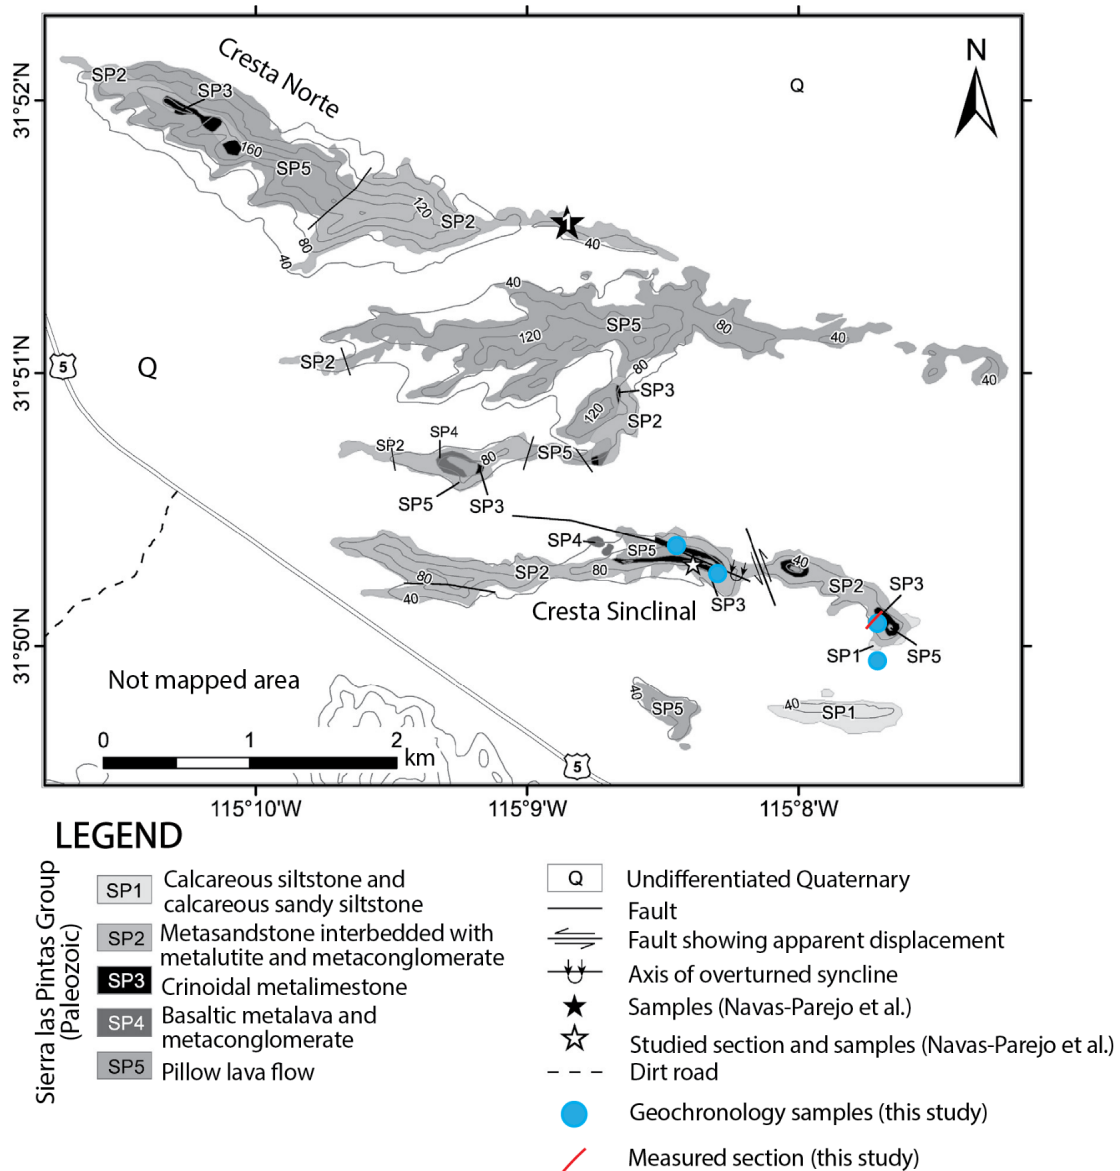 Cresta Norte
N
Q
SP2
SP3
31°52'N
160
SP5
120
SP2
1
40
80
40
40
SP5
120
80
40
31°51'N
5
Q
SP2
80
40
SP3
120
SP2
SP2
SP4
80
SP5
SP5
SP3
SP4
SP5
40
80
SP2
80
SP2
40
SP3
SP3
Cresta Sinclinal
31°50'N
SP1
SP5
Not mapped area
40
SP5
40
SP1
0
1
2
km
5
115°10'W
115°9'W
115°8'W
LEGEND
Sierra las Pintas Group
(Paleozoic)
SP1
Calcareous siltstone and
calcareous sandy siltstone
SP2
Metasandstone interbedded with
metalutite and metaconglomerate
SP3
Crinoidal metalimestone
SP4
Basaltic metalava and
metaconglomerate
SP5
Pillow lava flow
Q
Undifferentiated Quaternary
Fault
Fault showing apparent displacement
Axis of overturned syncline
Samples (Navas-Parejo et al.)
Studied section and samples (Navas-Parejo et al.)
Dirt road
Geochronology samples (this study)
Measured section (this study)